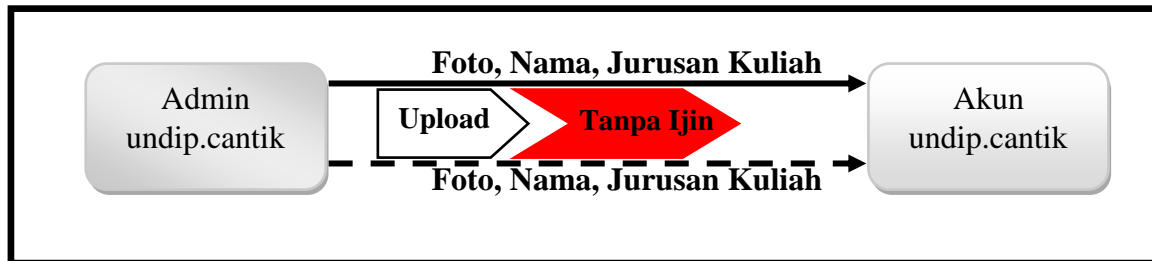 Foto, Nama, Jurusan Kuliah
Admin
undip.cantik
Upload
Tanpa Ijin
Akun
undip.cantik
Foto, Nama, Jurusan Kuliah